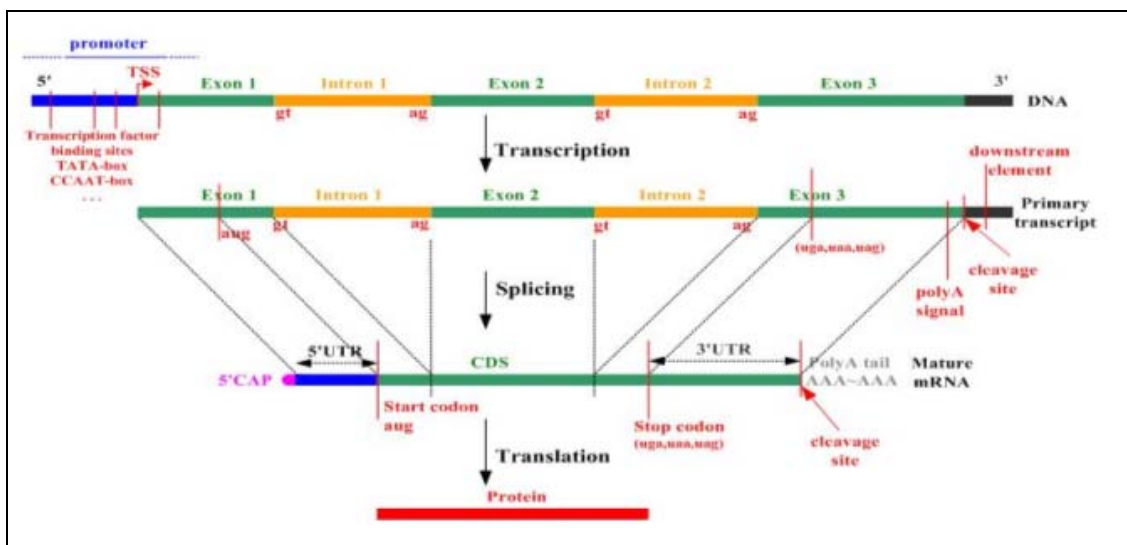 promoter
5' TSS Exon 1 Intron 1 Exon 2 Intron 2 Exon 3 3'
DNA
gt ag gt ag
Transcription factor
binding sites
TATA-box
CCAAT-box
. . .
Transcription
downstream
element
Exon 1 Intron 1 Exon 2 Intron 2 Exon 3
Primary
transcript
aug gt ag gt ag
(uga,uaa,uag)
cleavage
site
polyA
signal
Splicing
5'UTR CDS 3'UTR PolyA tail Mature
5'CAP AAA~AAA mRNA
Start codon
aug
Stop codon
(uga,uaa,uag)
cleavage
site
Translation
Protein